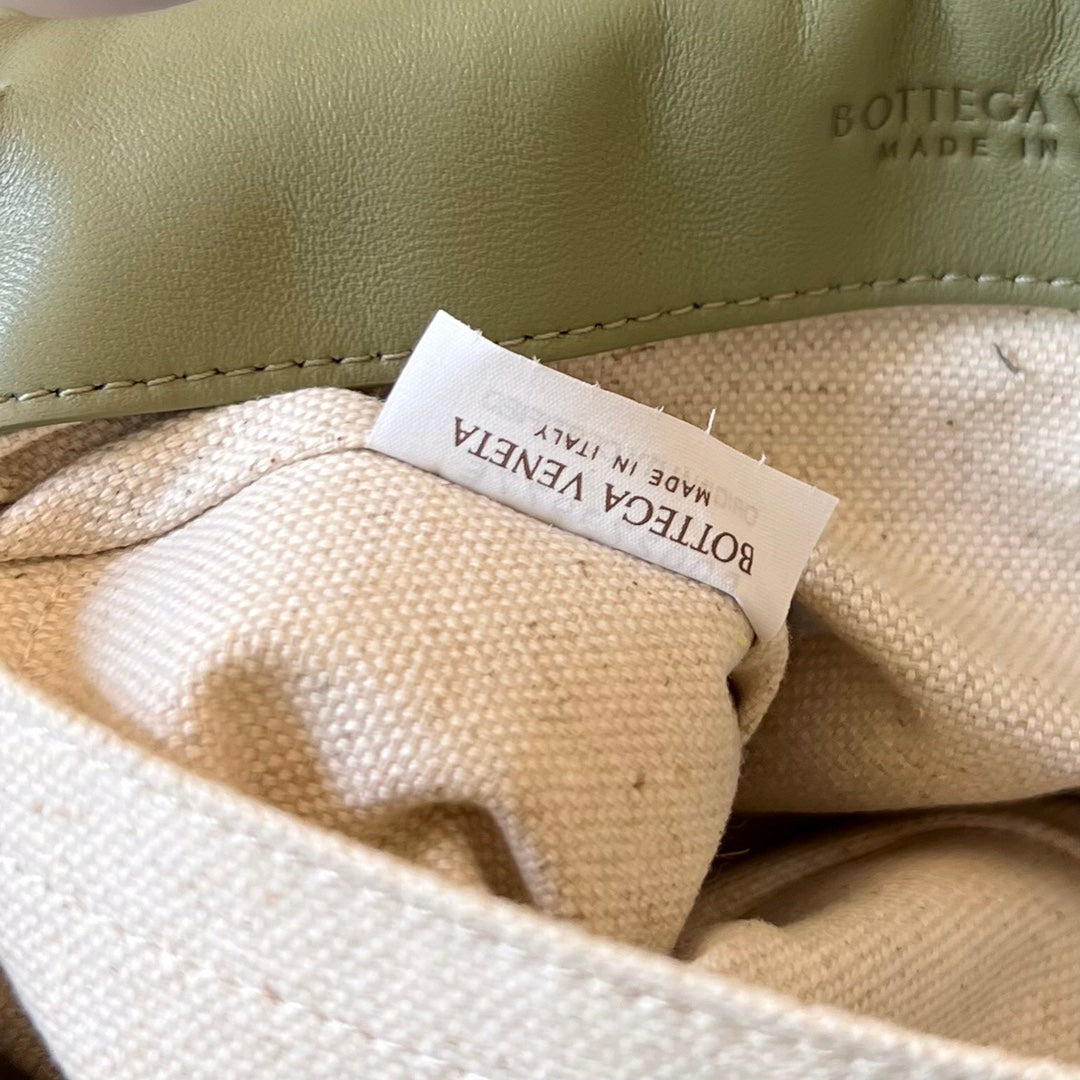 BOTTEGA V
MADE IN
BOTTEGA VENETA
MADE IN ITALY